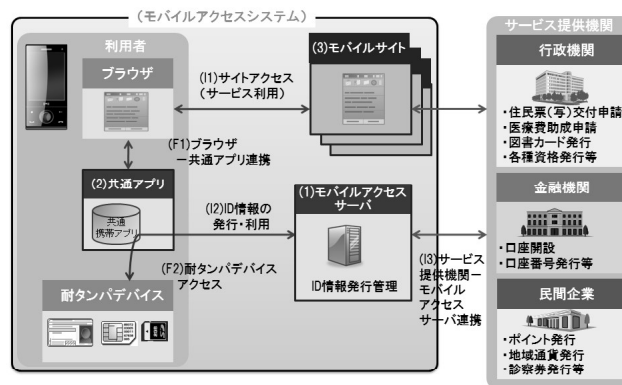 (モバイルアクセスシステム)
利用者
ブラウザ
(I1)サイトアクセス
(サービス利用)
(3)モバイルサイト
(F1)ブラウザ
ー共通アプリ連携
(2)共通アプリ
共通
携帯アプリ
(I2)ID情報の
発行・利用
(1)モバイルアクセス
サーバ
ID情報発行管理
(F2)耐タンパデバイス
アクセス
耐タンパデバイス
(I3)サービス
提供機関ー
モバイル
アクセス
サーバ連携
サービス提供機関
行政機関
・住民票(写)交付申請
・医療費助成申請
・図書カード発行
・各種資格発行等
金融機関
・口座開設
・口座番号発行等
民間企業
・ポイント発行
・地域通貨発行
・診察券発行等